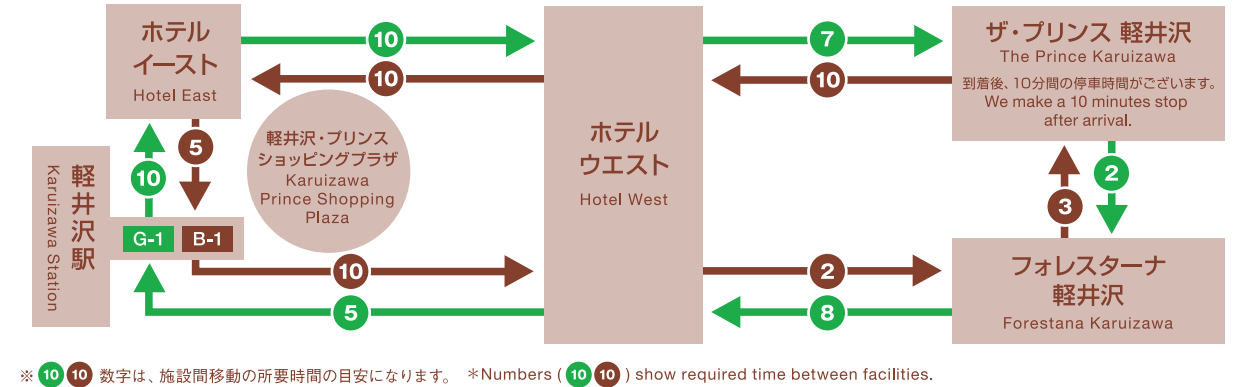 ホテル
イースト
Hotel East
10
10
7
10
ザ・プリンス 軽井沢
The Prince Karuizawa
到着後、10分間の停車時間がございます。
We make a 10 minutes stop
after arrival.
軽井沢駅
Karuizawa Station
10
5
G-1
B-1
軽井沢・プリンス
ショッピングプラザ
Karuizawa
Prince Shopping
Plaza
ホテル
ウエスト
Hotel West
2
3
10
5
2
8
フォレスターナ
軽井沢
Forestana Karuizawa
※ 10 10 数字は、施設間移動の所要時間の目安になります。 *Numbers ( 10 10 ) show required time between facilities.